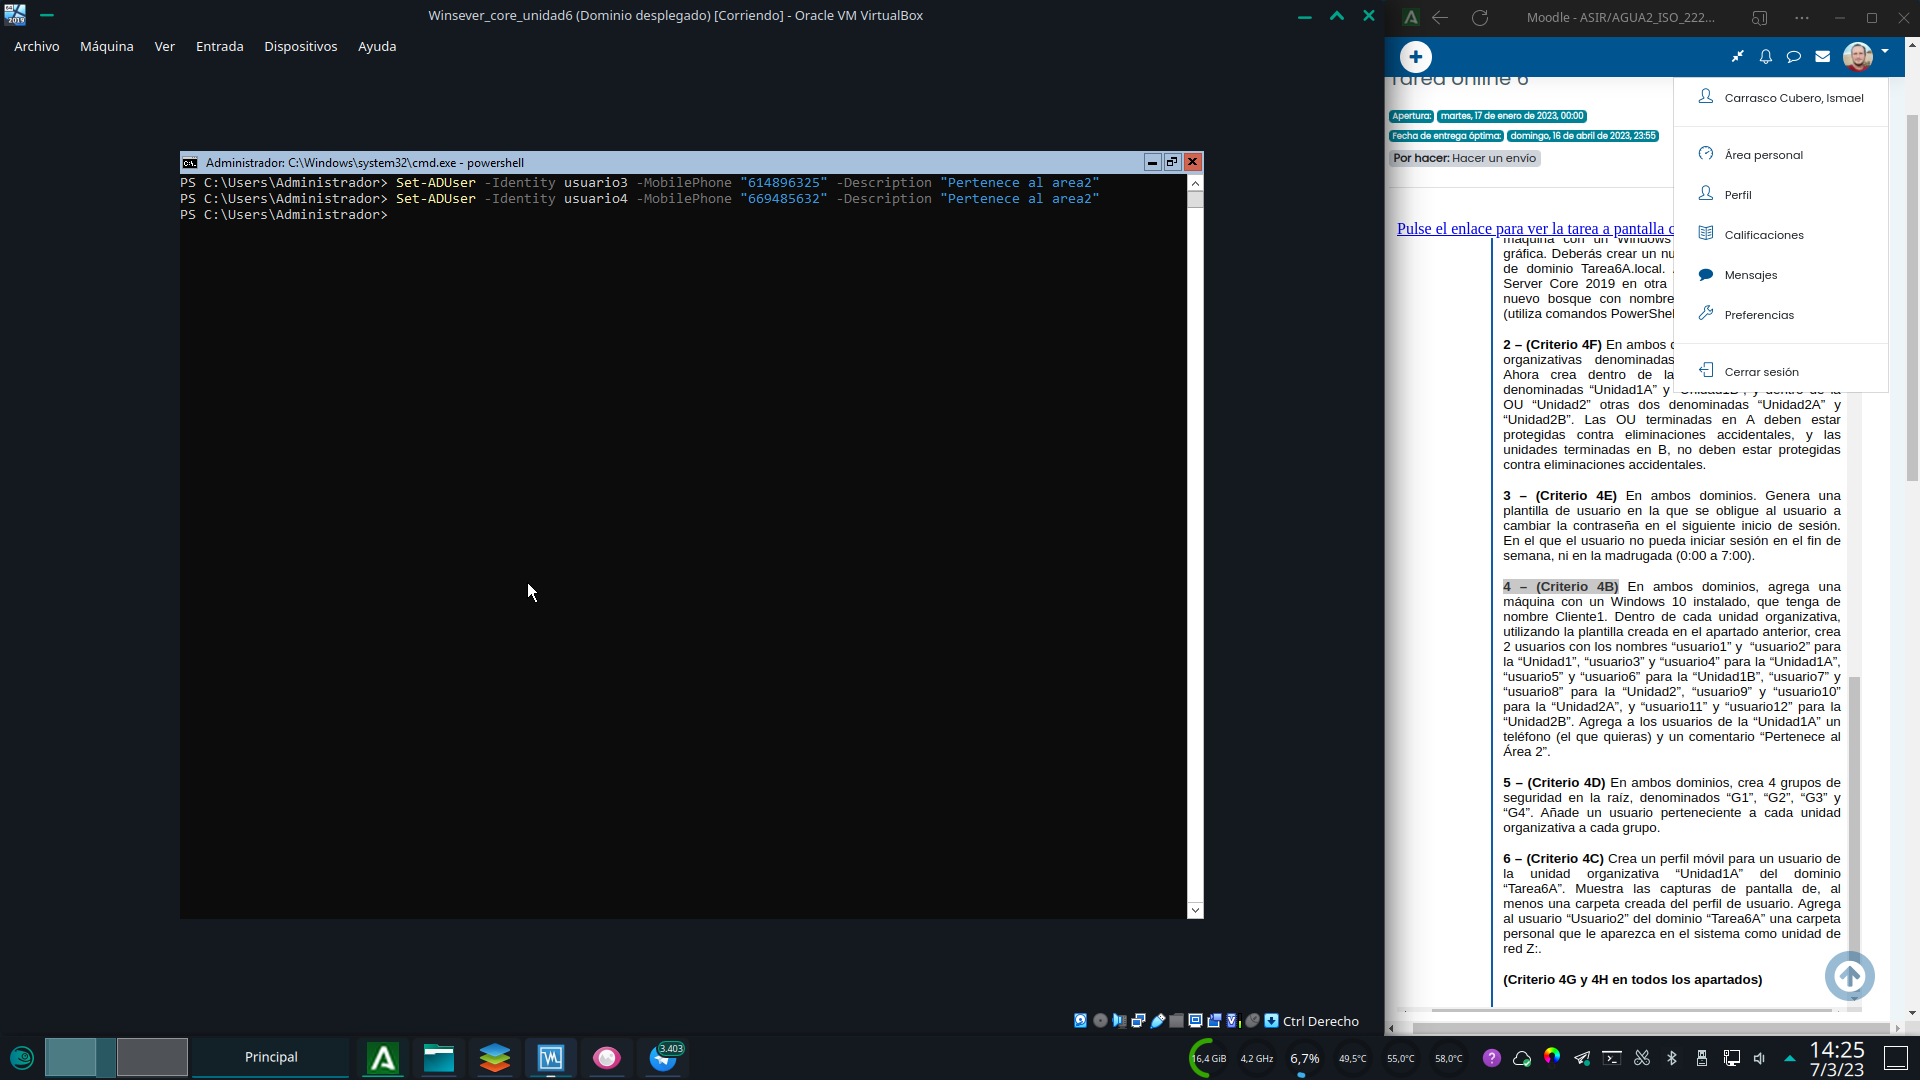 Winsever_core_unidad6 (Dominio desplegado) [Corriendo] - Oracle VM VirtualBox
Archivo Máquina Ver Entrada Dispositivos Ayuda
Administrador: C:\Windows\system32\cmd.exe - powershell
PS C:\Users\Administrador> Set-ADUser -Identity usuario3 -MobilePhone "614896325" -Description "Pertenece al area2"
PS C:\Users\Administrador> Set-ADUser -Identity usuario4 -MobilePhone "669485632" -Description "Pertenece al area2"
PS C:\Users\Administrador>
Ctrl Derecho
Moodle - ASIR/AGUA2_ISO_222...
Tarea online 6
Apertura: martes, 17 de enero de 2023, 00:00
Fecha de entrega óptima: domingo, 16 de abril de 2023, 23:55
Por hacer: Hacer un envío
Pulse el enlace para ver la tarea a pantalla c
Carrasco Cubero, Ismael
Área personal
Perfil
Calificaciones
Mensajes
Preferencias
Cerrar sesión
máquina con un Windows
gráfica. Deberás crear un nu
de dominio Tarea6A.local.
Server Core 2019 en otra
nuevo bosque con nombre
(utiliza comandos PowerShel
2 – (Criterio 4F) En ambos d
organizativas denominadas
Ahora crea dentro de la
denominadas “Unidad1A” y “Unidad1B”, y dentro de la
OU “Unidad2” otras dos denominadas “Unidad2A” y
“Unidad2B”. Las OU terminadas en A deben estar
protegidas contra eliminaciones accidentales, y las
unidades terminadas en B, no deben estar protegidas
contra eliminaciones accidentales.
3 – (Criterio 4E) En ambos dominios. Genera una
plantilla de usuario en la que se obligue al usuario a
cambiar la contraseña en el siguiente inicio de sesión.
En el que el usuario no pueda iniciar sesión en el fin de
semana, ni en la madrugada (0:00 a 7:00).
4 – (Criterio 4B) En ambos dominios, agrega una
máquina con un Windows 10 instalado, que tenga de
nombre Cliente1. Dentro de cada unidad organizativa,
utilizando la plantilla creada en el apartado anterior, crea
2 usuarios con los nombres “usuario1” y “usuario2” para
la “Unidad1”, “usuario3” y “usuario4” para la “Unidad1A”,
“usuario5” y “usuario6” para la “Unidad1B”, “usuario7” y
“usuario8” para la “Unidad2”, “usuario9” y “usuario10”
para la “Unidad2A”, y “usuario11” y “usuario12” para la
“Unidad2B”. Agrega a los usuarios de la “Unidad1A” un
teléfono (el que quieras) y un comentario “Pertenece al
Área 2”.
5 – (Criterio 4D) En ambos dominios, crea 4 grupos de
seguridad en la raíz, denominados “G1”, “G2”, “G3” y
“G4”. Añade un usuario perteneciente a cada unidad
organizativa a cada grupo.
6 – (Criterio 4C) Crea un perfil móvil para un usuario de
la unidad organizativa “Unidad1A” del dominio
“Tarea6A”. Muestra las capturas de pantalla de, al
menos una carpeta creada del perfil de usuario. Agrega
al usuario “Usuario2” del dominio “Tarea6A” una carpeta
personal que le aparezca en el sistema como unidad de
red Z:.
(Criterio 4G y 4H en todos los apartados)
Principal
3.403
16,4 GiB 4,2 GHz 6,7% 49,5°C 55,0°C 58,0°C
14:25
7/3/23